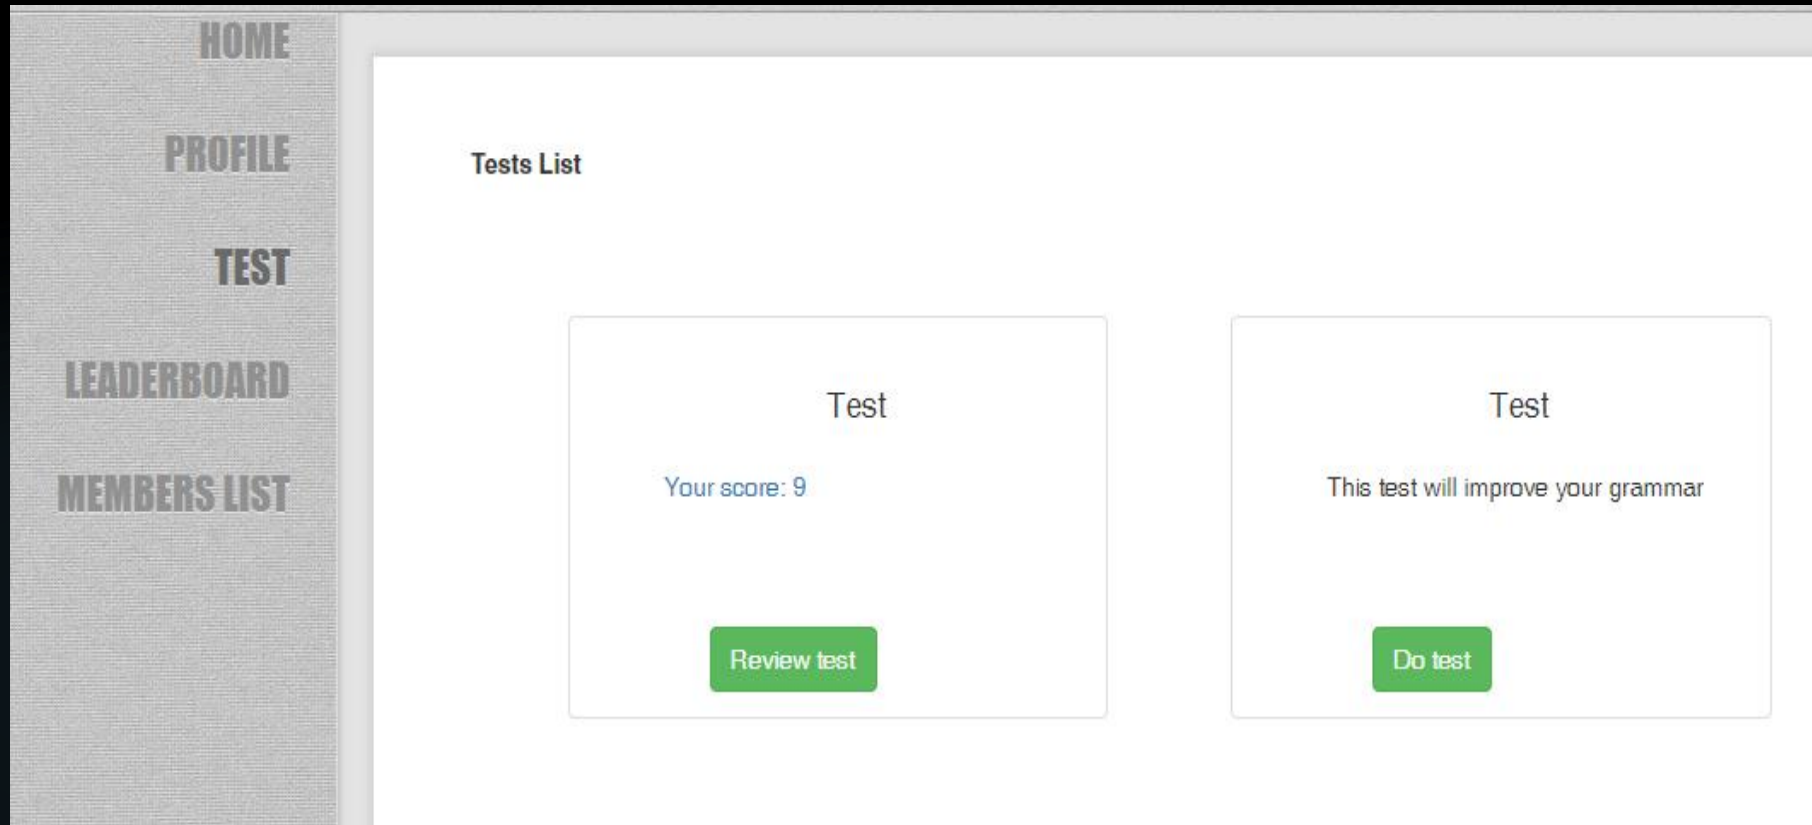 HOME
PROFILE
TEST
LEADERBOARD
MEMBERS LIST
Tests List
Test
Your score: 9
Review test
Test
This test will improve your grammar
Do test